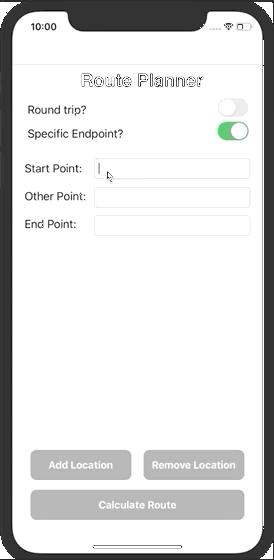 10:00
Route Planner
Round trip?
Specific Endpoint?
Start Point:
Other Point:
End Point:
Add Location Remove Location
Calculate Route